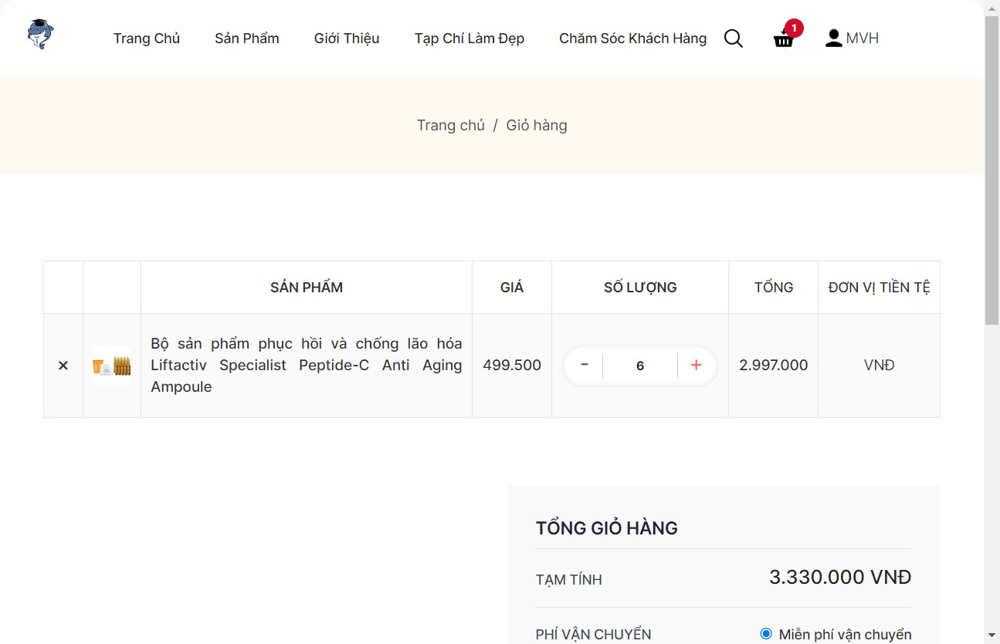 Trang Chủ Sản Phẩm Giới Thiệu Tạp Chí Làm Đẹp Chăm Sóc Khách Hàng 1 MVH
Trang chủ / Giỏ hàng
SẢN PHẨM GIÁ SỐ LƯỢNG TỔNG ĐƠN VỊ TIỀN TỆ
Bộ sản phẩm phục hồi và chống lão hóa
Liftactiv Specialist Peptide-C Anti Aging
Ampoule
499.500 - 6 + 2.997.000 VNĐ
TỔNG GIỎ HÀNG
TẠM TÍNH 3.330.000 VNĐ
PHÍ VẬN CHUYỂN Miễn phí vận chuyển